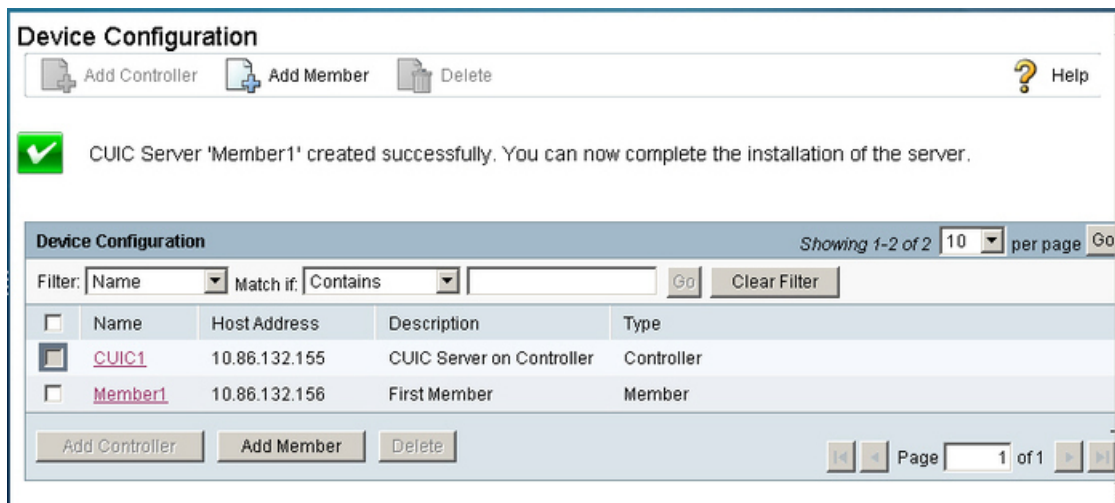 Device Configuration
Add Controller Add Member Delete Help
CUIC Server 'Member1' created successfully. You can now complete the installation of the server.
Device Configuration Showing 1-2 of 2 10 per page Go
Filter: Name Match if: Contains Go Clear Filter
Name Host Address Description Type
CUIC1 10.86.132.155 CUIC Server on Controller Controller
Member1 10.86.132.156 First Member Member
Add Controller Add Member Delete Page 1 of 1